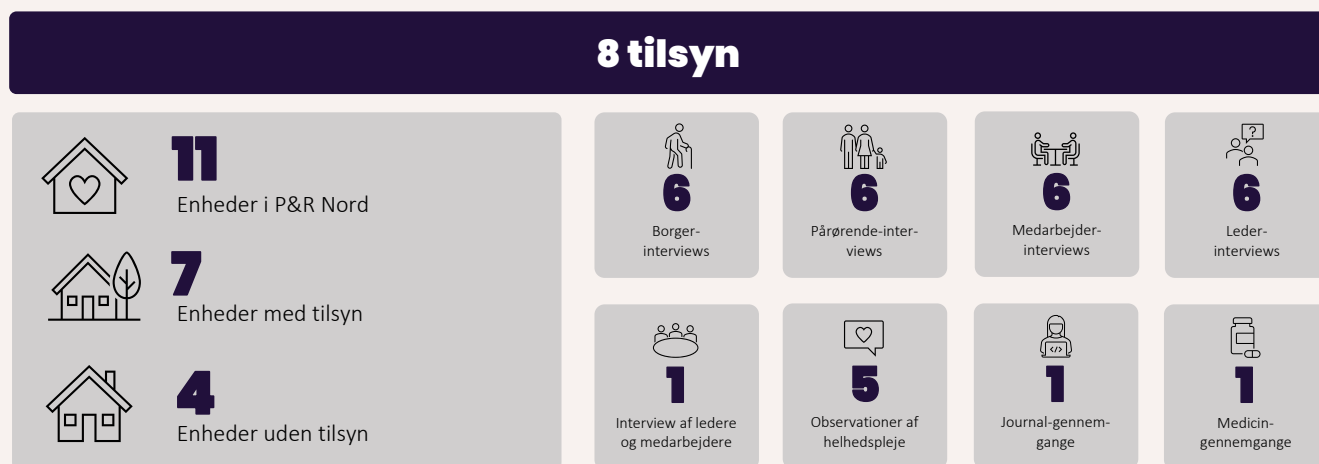 8 tilsyn
11
Enheder i P&R Nord
7
Enheder med tilsyn
4
Enheder uden tilsyn
6
Borger-
interviews
6
Pårørende-inter-
views
6
Medarbejder-
interviews
?
6
Leder-
interviews
1
Interview af ledere
og medarbejdere
5
Observationer af
helhedspleje
</>
1
Journal-gennem-
gange
1
Medicin-
gennemgange